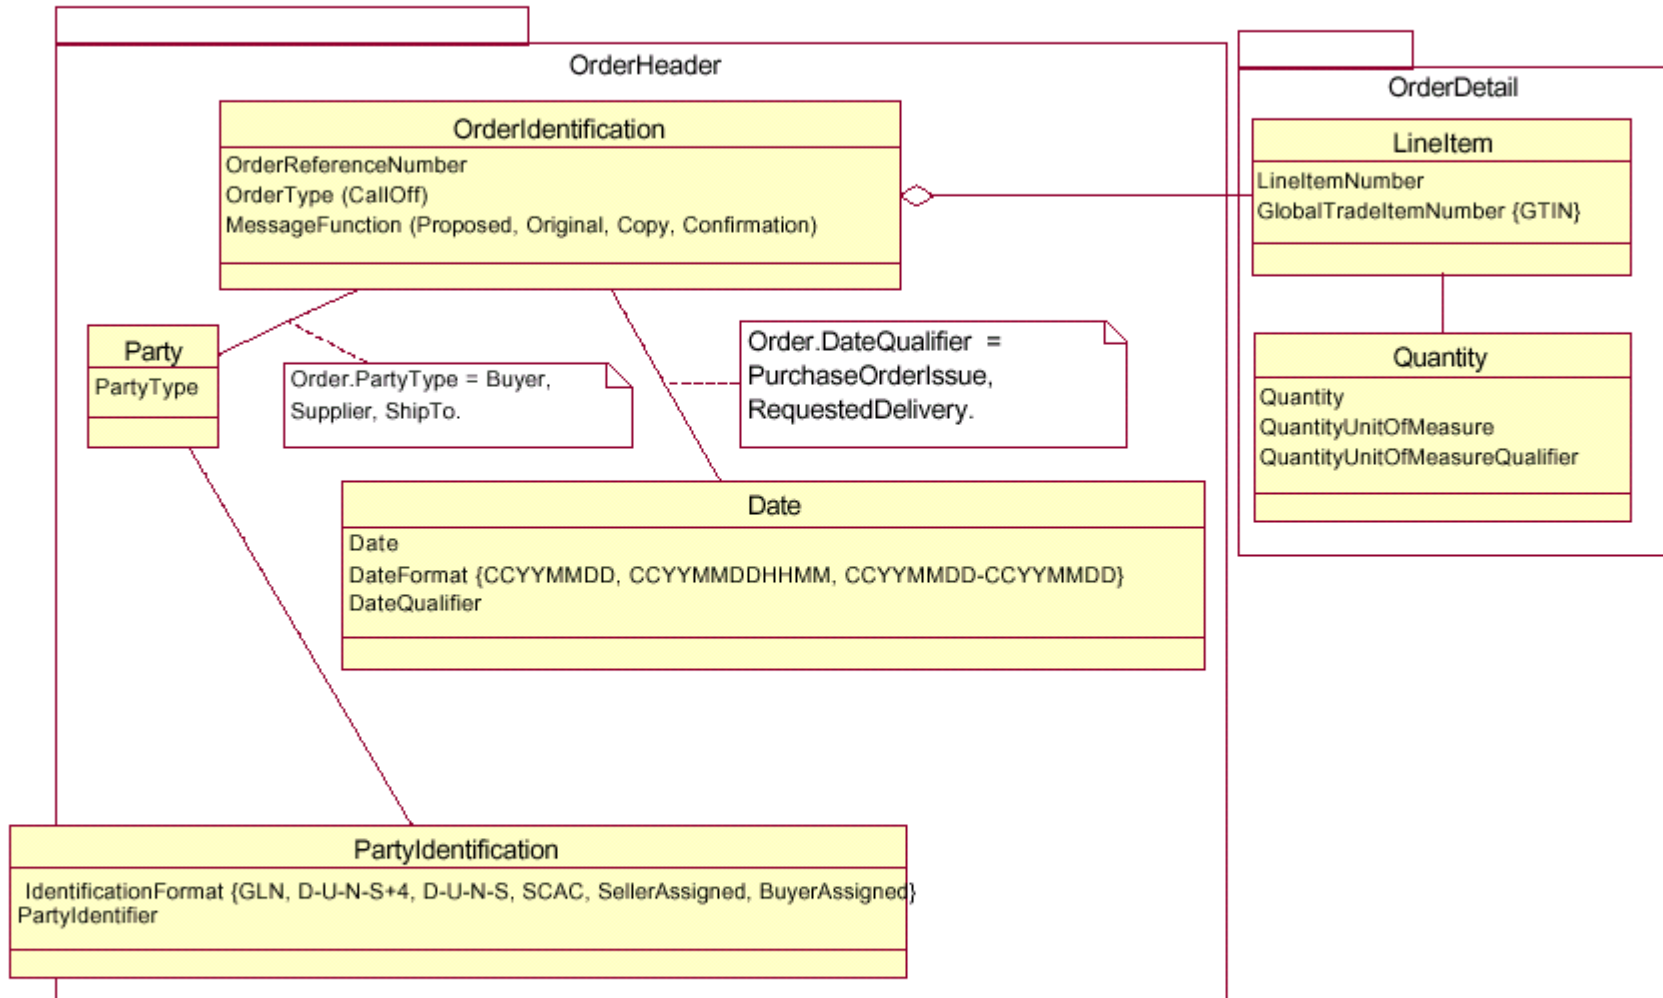 OrderHeader
OrderIdentification
OrderReferenceNumber
OrderType (CallOff)
MessageFunction (Proposed, Original, Copy, Confirmation)
Party
PartyType
Order.PartyType = Buyer,
Supplier, ShipTo.
Order.DateQualifier =
PurchaseOrderIssue,
RequestedDelivery.
Date
Date
DateFormat {CCYYMMDD, CCYYMMDDHHMM, CCYYMMDD-CCYYMMDD}
DateQualifier
PartyIdentification
IdentificationFormat {GLN, D-U-N-S+4, D-U-N-S, SCAC, SellerAssigned, BuyerAssigned}
PartyIdentifier
OrderDetail
LineItem
LineItemNumber
GlobalTradeItemNumber {GTIN}
Quantity
Quantity
QuantityUnitOfMeasure
QuantityUnitOfMeasureQualifier